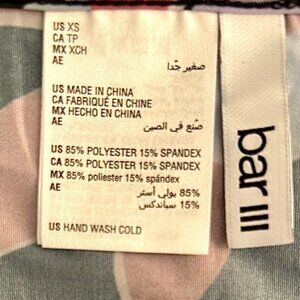 US XS
CA TP
MX XCH
AE صغير جّدا
US MADE IN CHINA
CA FABRIQUÉ EN CHINE
MX HECHO EN CHINA
AE صُنع في الصين
US 85% POLYESTER 15% SPANDEX
CA 85% POLYESTER 15% SPANDEX
MX 85% poliester 15% spándex
AE 85% بولي أستر
15% سباندكس
US HAND WASH COLD
bar III